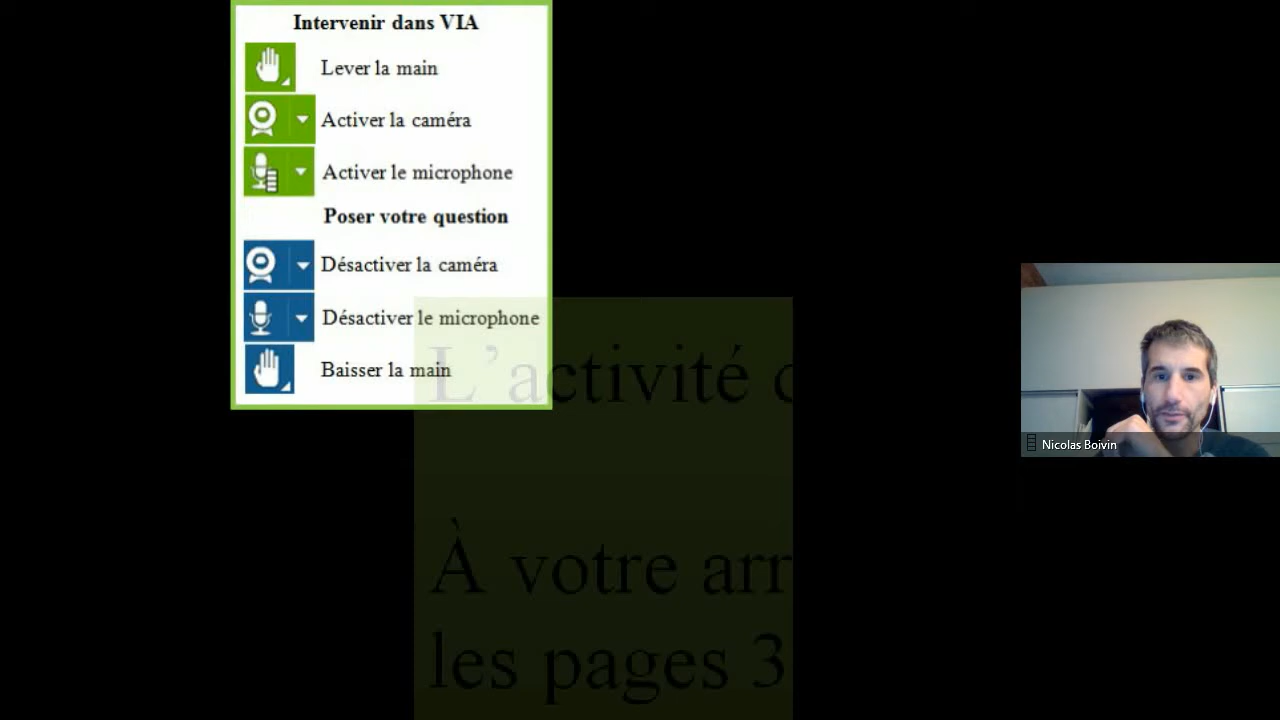 Intervenir dans VIA
Lever la main
Activer la caméra
Activer le microphone
Poser votre question
Désactiver la caméra
Désactiver le microphone
Baisser la main
L'activité
À votre
les pages 3
Nicolas Boivin